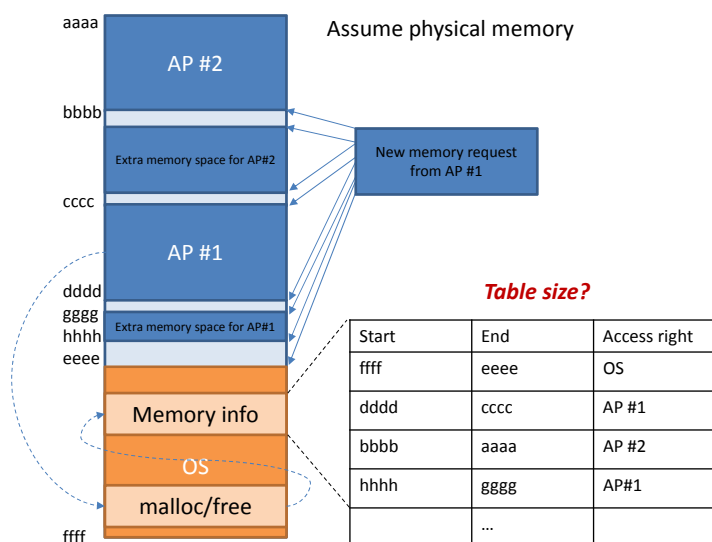 Assume physical memory
aaaa
AP #2
bbbb
Extra memory space for AP#2
New memory request
from AP #1
cccc
AP #1
dddd
gggg
Extra memory space for AP#1
hhhh
eeee
Memory info
OS
malloc/free
ffff
Table size?
Start End Access right
ffff eeee OS
dddd cccc AP #1
bbbb aaaa AP #2
hhhh gggg AP#1
...